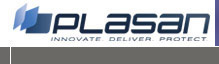 PLASAN
INNOVATE. DELIVER. PROTECT.